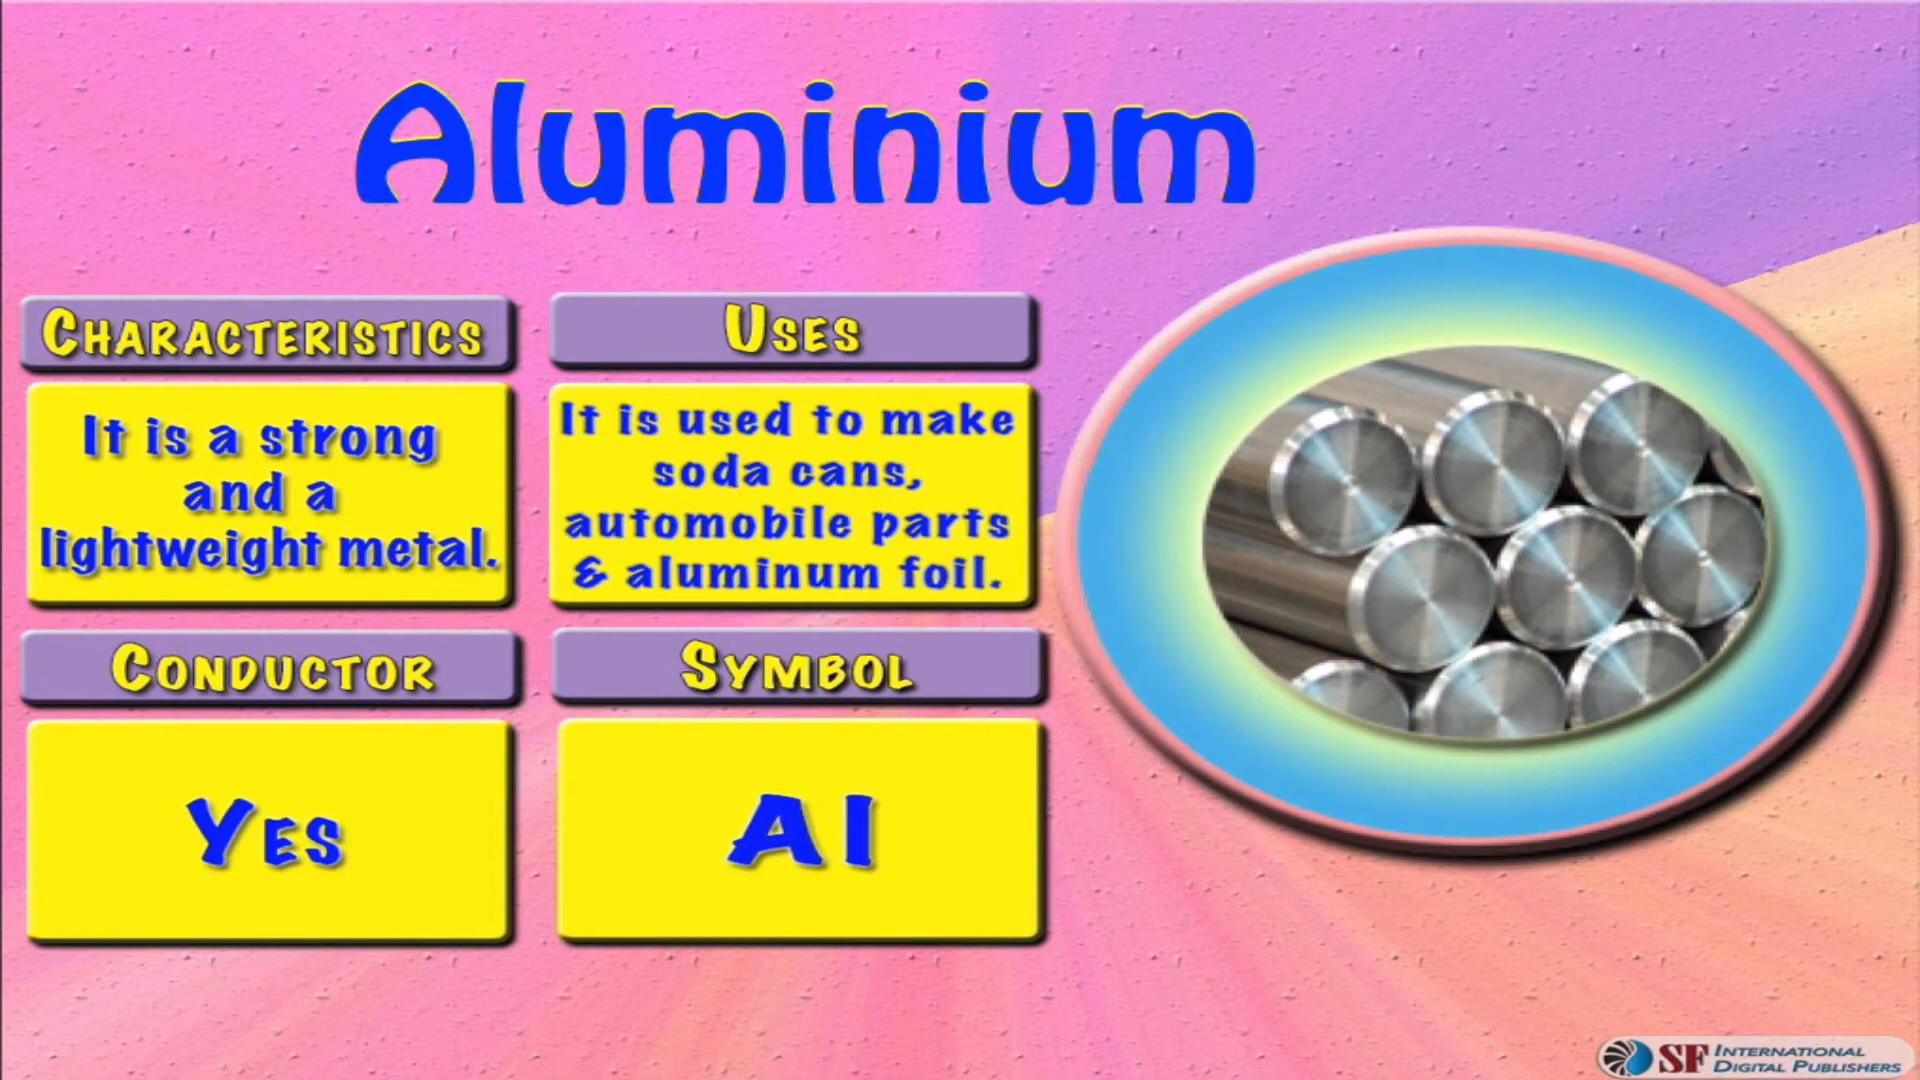 Aluminium
CHARACTERISTICS
It is a strong
and a
lightweight metal.
USES
It is used to make
soda cans,
automobile parts
& aluminum foil.
CONDUCTOR
YES
SYMBOL
Al
SF INTERNATIONAL
DIGITAL PUBLISHERS